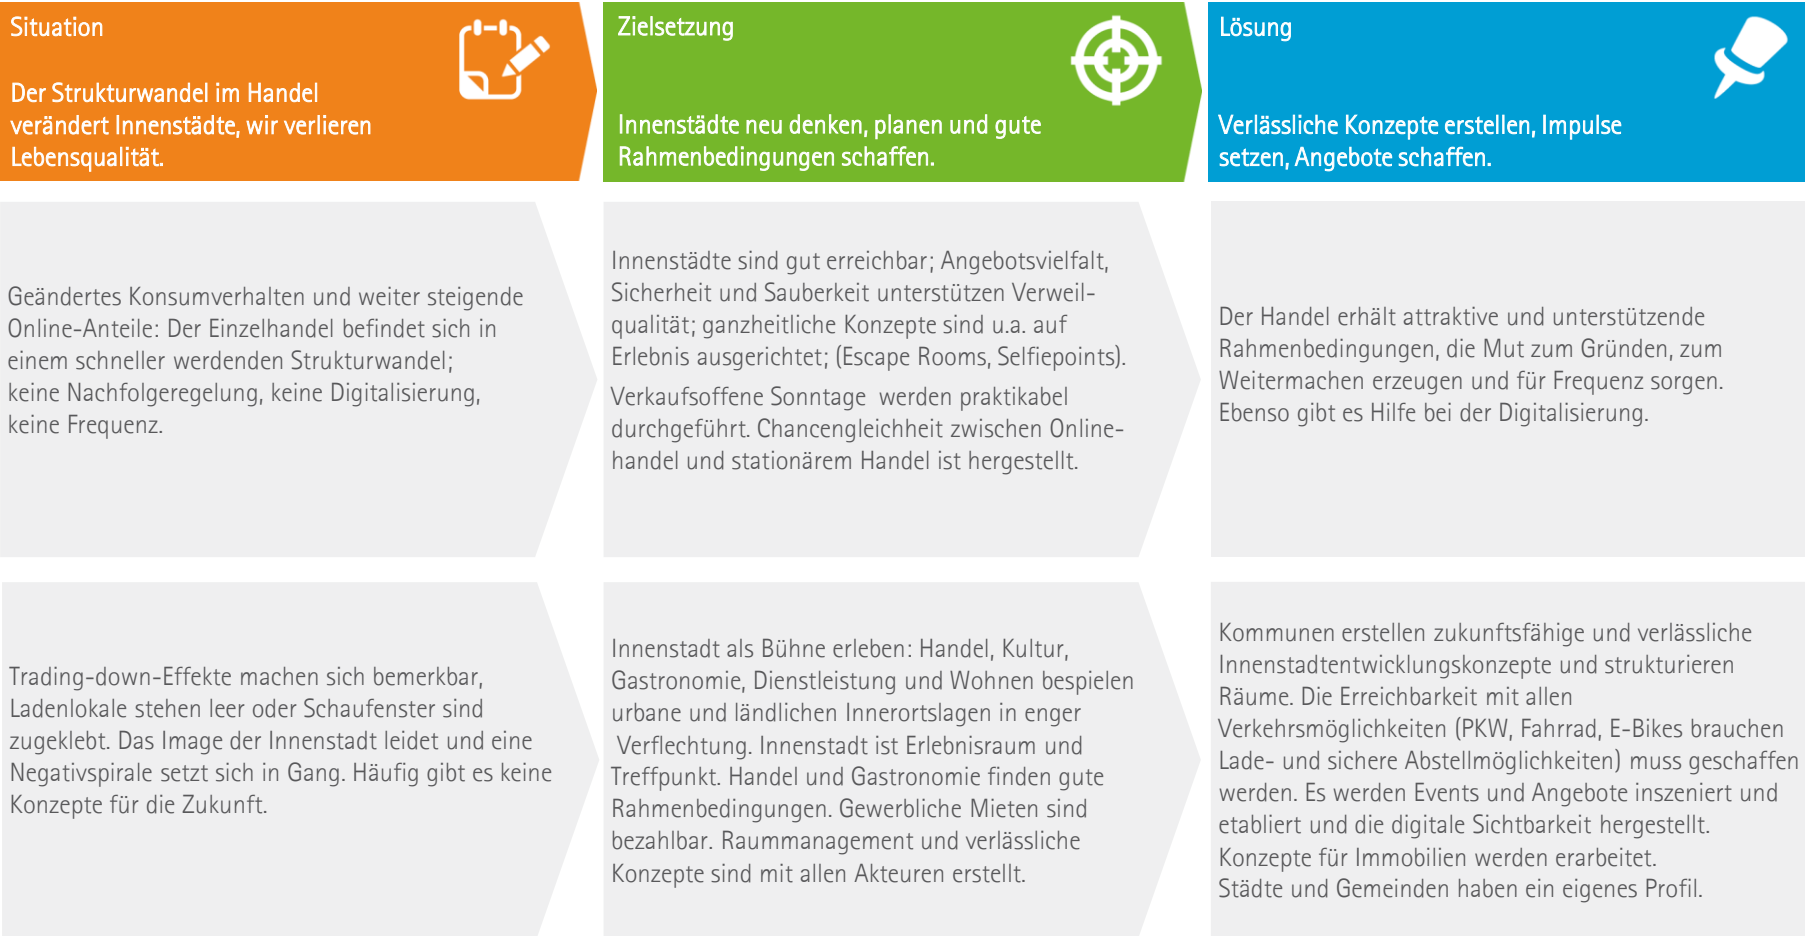 Situation
Der Strukturwandel im Handel
verändert Innenstädte, wir verlieren
Lebensqualität.
Zielsetzung
Innenstädte neu denken, planen und gute
Rahmenbedingungen schaffen.
Lösung
Verlässliche Konzepte erstellen, Impulse
setzen, Angebote schaffen.
Geändertes Konsumverhalten und weiter steigende
Online-Anteile: Der Einzelhandel befindet sich in
einem schneller werdenden Strukturwandel;
keine Nachfolgeregelung, keine Digitalisierung,
keine Frequenz.
Innenstädte sind gut erreichbar; Angebotsvielfalt,
Sicherheit und Sauberkeit unterstützen Verweil-
qualität; ganzheitliche Konzepte sind u.a. auf
Erlebnis ausgerichtet; (Escape Rooms, Selfiepoints).
Verkaufsoffene Sonntage werden praktikabel
durchgeführt. Chancengleichheit zwischen Online-
handel und stationärem Handel ist hergestellt.
Der Handel erhält attraktive und unterstützende
Rahmenbedingungen, die Mut zum Gründen, zum
Weitermachen erzeugen und für Frequenz sorgen.
Ebenso gibt es Hilfe bei der Digitalisierung.
Trading-down-Effekte machen sich bemerkbar,
Ladenlokale stehen leer oder Schaufenster sind
zugeklebt. Das Image der Innenstadt leidet und eine
Negativspirale setzt sich in Gang. Häufig gibt es keine
Konzepte für die Zukunft.
Innenstadt als Bühne erleben: Handel, Kultur,
Gastronomie, Dienstleistung und Wohnen bespielen
urbane und ländlichen Innerortslagen in enger
Verflechtung. Innenstadt ist Erlebnisraum und
Treffpunkt. Handel und Gastronomie finden gute
Rahmenbedingungen. Gewerbliche Mieten sind
bezahlbar. Raummanagement und verlässliche
Konzepte sind mit allen Akteuren erstellt.
Kommunen erstellen zukunftsfähige und verlässliche
Innenstadtentwicklungskonzepte und strukturieren
Räume. Die Erreichbarkeit mit allen
Verkehrsmöglichkeiten (PKW, Fahrrad, E-Bikes brauchen
Lade- und sichere Abstellmöglichkeiten) muss geschaffen
werden. Es werden Events und Angebote inszeniert und
etabliert und die digitale Sichtbarkeit hergestellt.
Konzepte für Immobilien werden erarbeitet.
Städte und Gemeinden haben ein eigenes Profil.